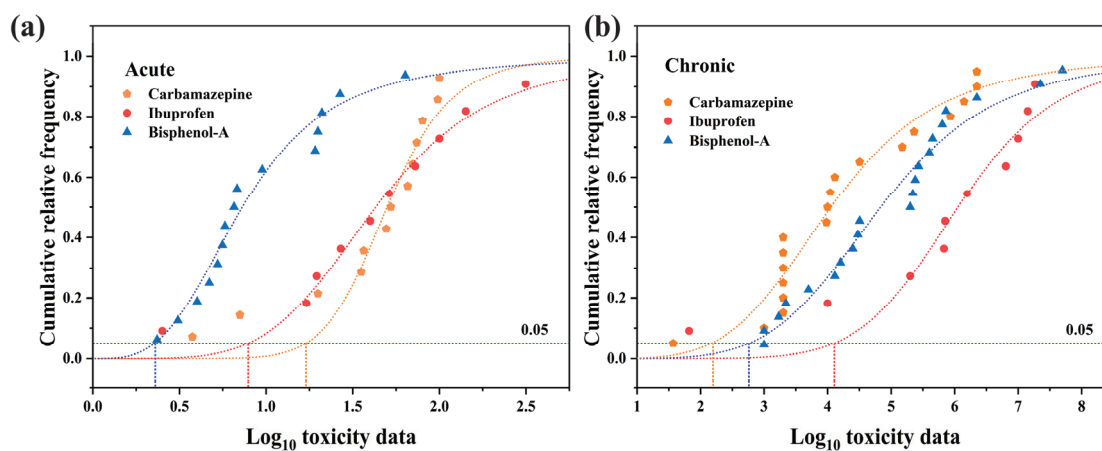 (a)
Cumulative relative frequency
1.0
0.8
0.6
0.4
0.2
0.0
Acute
Carbamazepine
Ibuprofen
Bisphenol-A
0.05
0.0 0.5 1.0 1.5 2.0 2.5
Log₁₀ toxicity data
(b)
Cumulative relative frequency
1.0
0.8
0.6
0.4
0.2
0.0
Chronic
Carbamazepine
Ibuprofen
Bisphenol-A
0.05
1 2 3 4 5 6 7 8
Log₁₀ toxicity data